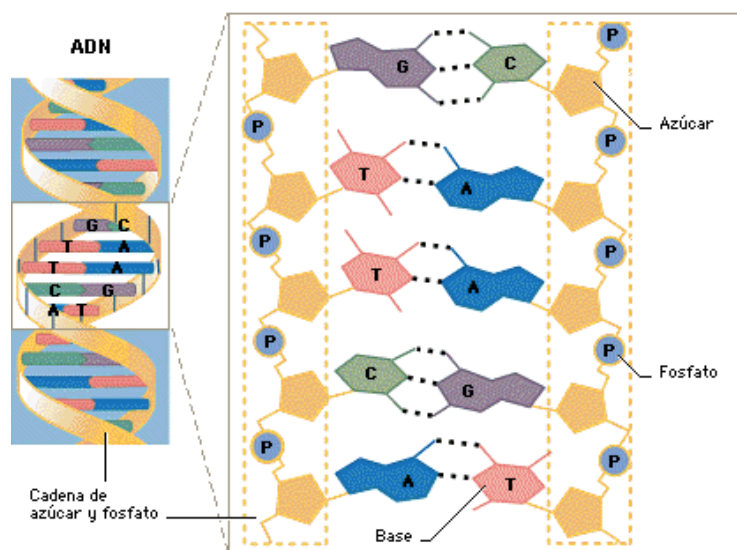 ADN
G C
T A
T A
C G
A T
Cadena de
azúcar y fosfato
P
G C
Azúcar
P P
T A
P P
T A
P P
Fosfato
C G
P P
A T
Base